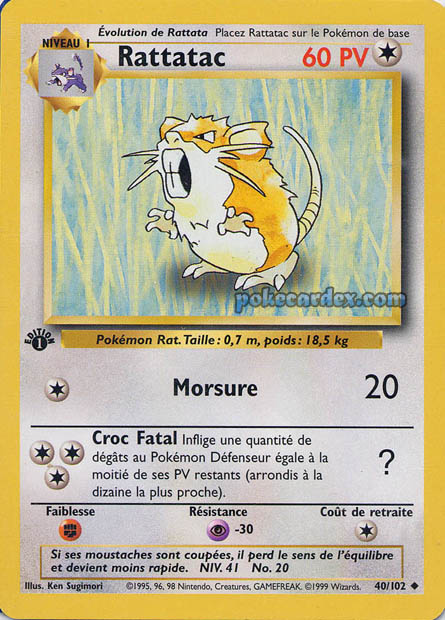 Évolution de Rattata Placez Rattatac sur le Pokémon de base
NIVEAU 1
Rattatac 60 PV
pokecardex.com
EDITION
1
Pokémon Rat. Taille : 0,7 m, poids : 18,5 kg
Morsure 20
Croc Fatal Inflige une quantité de
dégâts au Pokémon Défenseur égale à la
moitié de ses PV restants (arrondis à la
dizaine la plus proche).
?
Faiblesse Résistance Coût de retraite
-30
Si ses moustaches sont coupées, il perd le sens de l'équilibre
et devient moins rapide. NIV. 41 No. 20
Illus. Ken Sugimori ©1995, 96, 98 Nintendo, Creatures, GAMEFREAK. ©1999 Wizards. 40/102